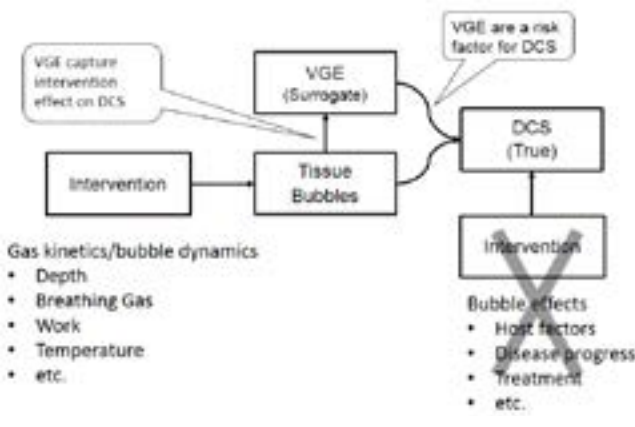 VGE capture
intervention
effect on DCS
VGE are a risk
factor for DCS
VGE
(Surrogate)
DCS
(True)
Intervention
Tissue
Bubbles
Intervention
Gas kinetics/bubble dynamics
• Depth
• Breathing Gas
• Work
• Temperature
• etc.
Bubble effects
• Host factors
• Disease progress
• Treatment
• etc.